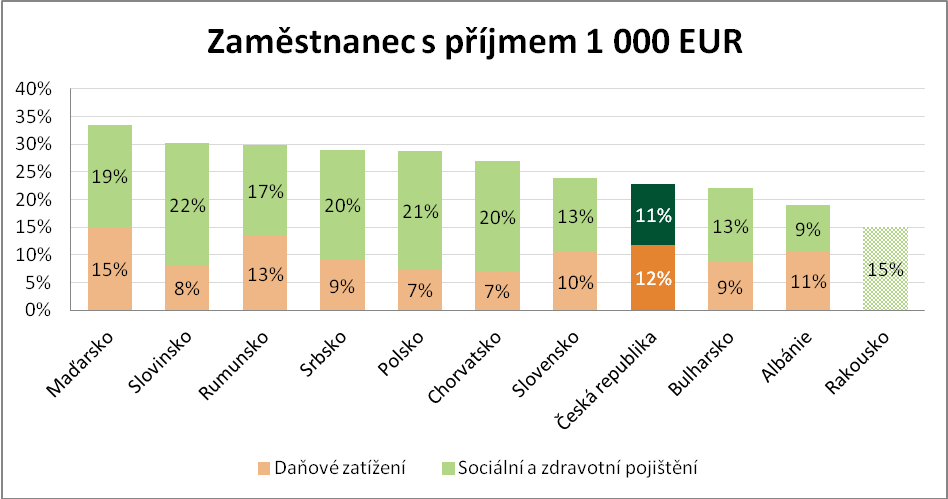 Zaměstnanec s příjmem 1 000 EUR
40%
35%
30%
25%
20%
15%
10%
5%
0%
19% 22% 17% 20% 21% 20% 13% 11% 13% 9% 15%
15% 8% 13% 9% 7% 7% 10% 12% 9% 11%
Maďarsko Slovinsko Rumunsko Srbsko Polsko Chorvatsko Slovensko Česká republika Bulharsko Albánie Rakousko
Daňové zatížení Sociální a zdravotní pojištění